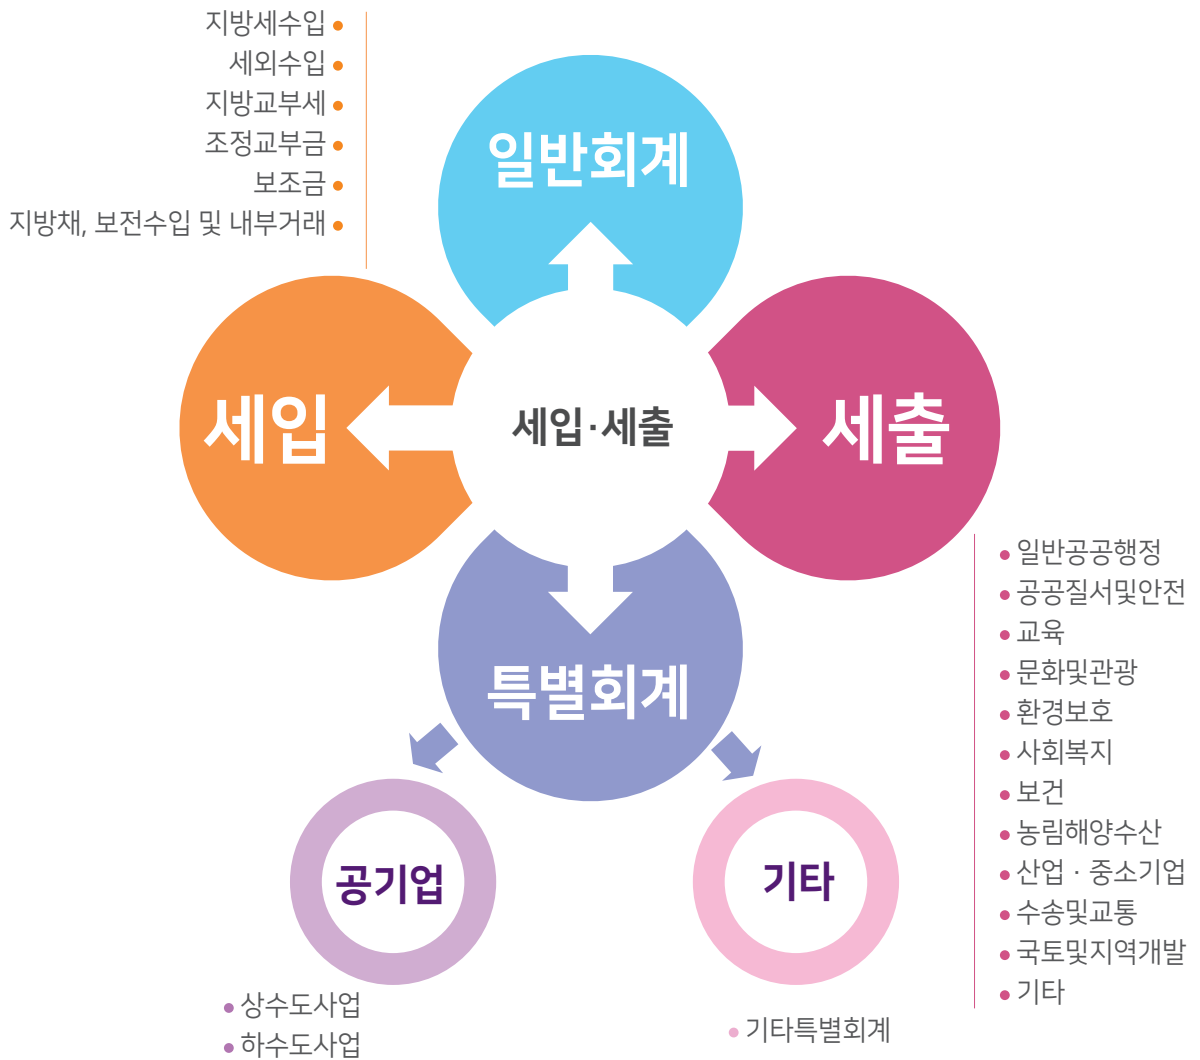 지방세수입
세외수입
지방교부세
조정교부금
보조금
지방채, 보전수입 및 내부거래
일반회계
세입
세입·세출
세출
특별회계
일반공공행정
공공질서및안전
교육
문화및관광
환경보호
사회복지
보건
농림해양수산
산업 · 중소기업
수송및교통
국토및지역개발
기타
공기업
기타
상수도사업
하수도사업
기타특별회계